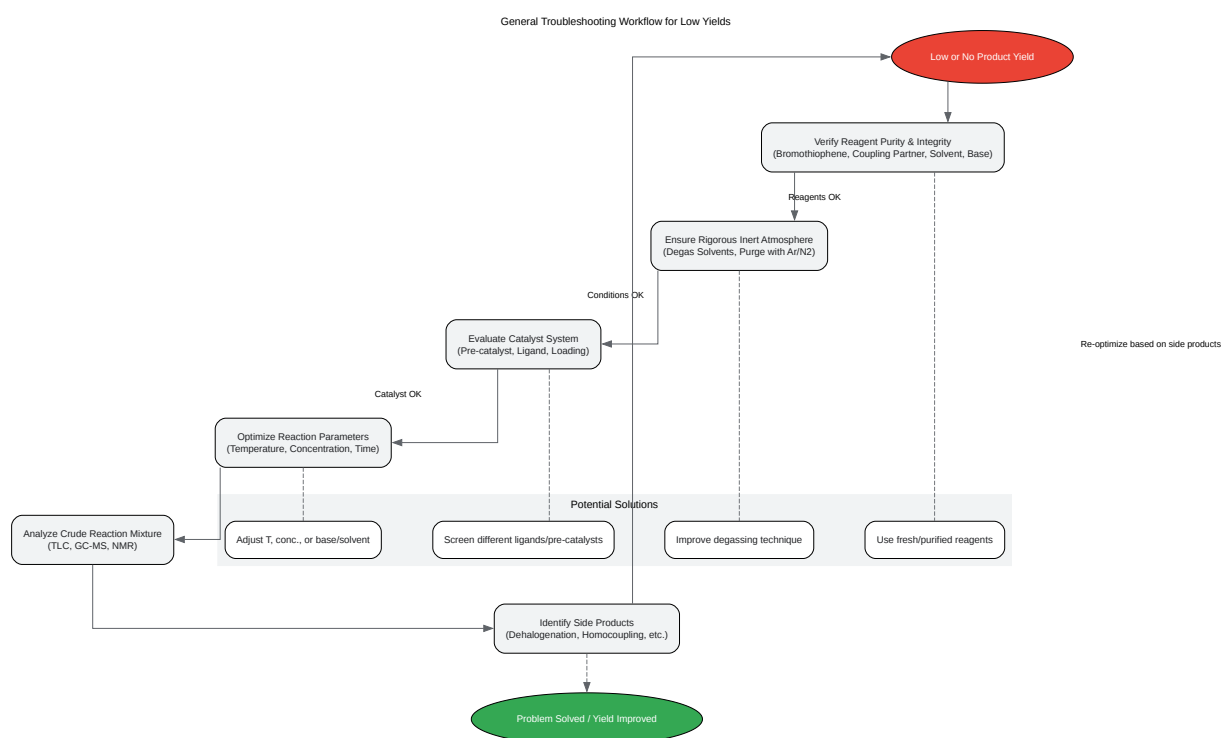 General Troubleshooting Workflow for Low Yields
Low or No Product Yield
Verify Reagent Purity & Integrity
(Bromothiophene, Coupling Partner, Solvent, Base)
Reagents OK
Ensure Rigorous Inert Atmosphere
(Degas Solvents, Purge with Ar/N2)
Conditions OK
Evaluate Catalyst System
(Pre-catalyst, Ligand, Loading)
Re-optimize based on side products
Catalyst OK
Optimize Reaction Parameters
(Temperature, Concentration, Time)
Potential Solutions
Analyze Crude Reaction Mixture
(TLC, GC-MS, NMR)
Adjust T, conc., or base/solvent
Screen different ligands/pre-catalysts
Improve degassing technique
Use fresh/purified reagents
Identify Side Products
(Dehalogenation, Homocoupling, etc.)
Problem Solved / Yield Improved